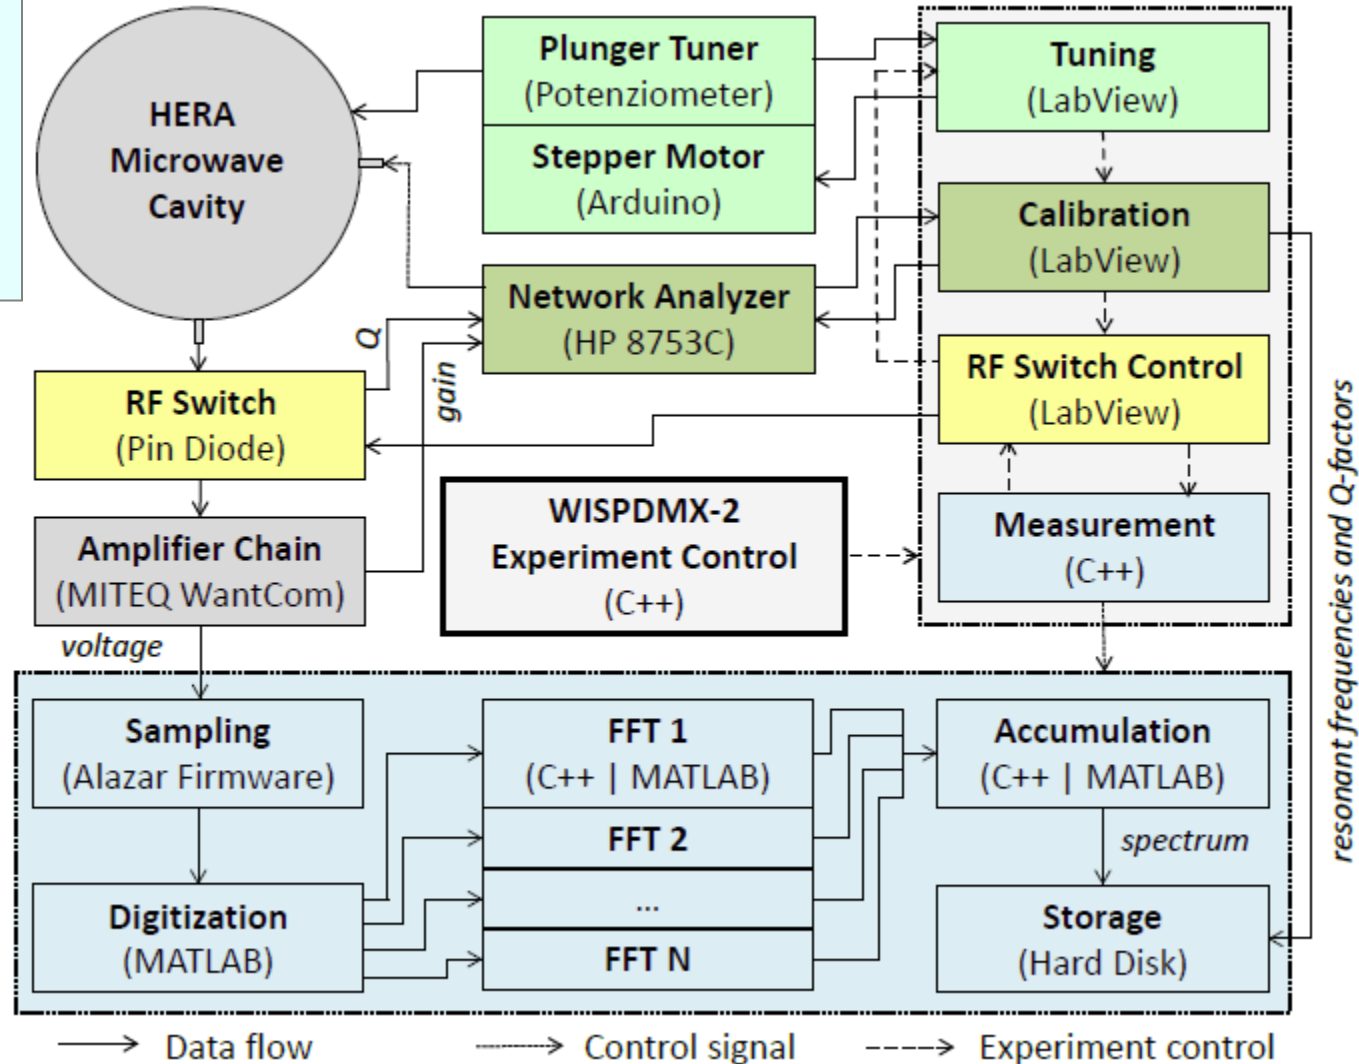 HERA
Microwave
Cavity
Plunger Tuner
(Potenziometer)
Stepper Motor
(Arduino)
Tuning
(LabView)
Calibration
(LabView)
Network Analyzer
(HP 8753C)
Q
gain
RF Switch
(Pin Diode)
RF Switch Control
(LabView)
WISPDMX-2
Experiment Control
(C++)
Measurement
(C++)
Amplifier Chain
(MITEQ WantCom)
voltage
resonant frequencies and Q-factors
Sampling
(Alazar Firmware)
Digitization
(MATLAB)
FFT 1
(C++ | MATLAB)
FFT 2
...
FFT N
Accumulation
(C++ | MATLAB)
spectrum
Storage
(Hard Disk)
Data flow
Control signal
Experiment control